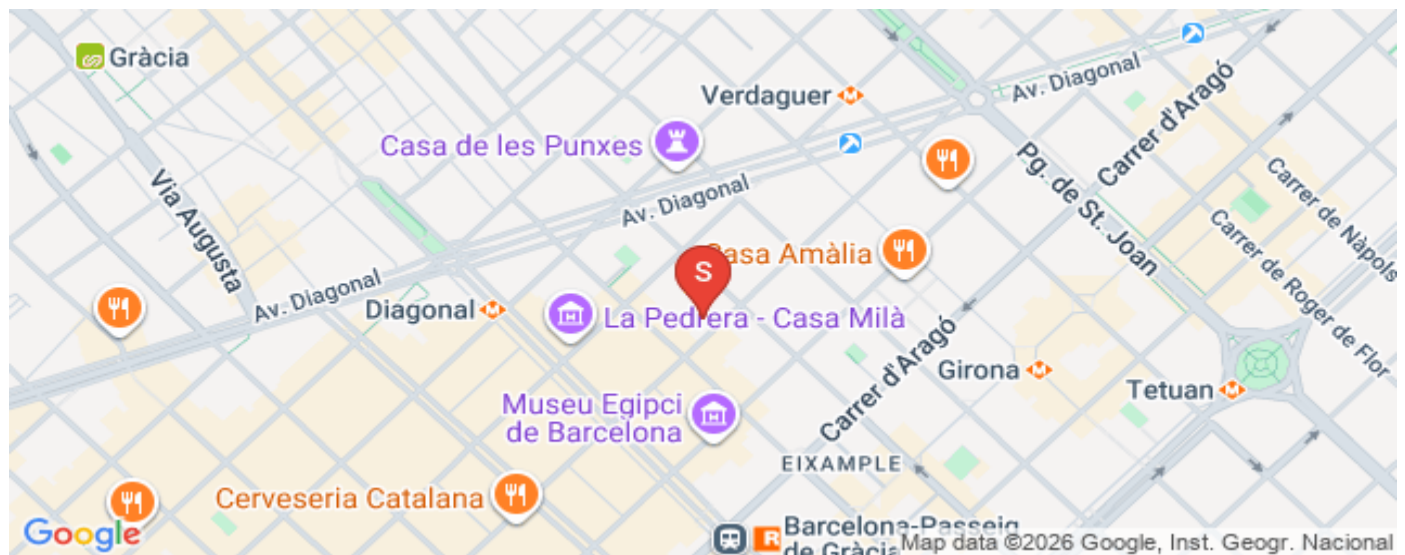 Gràcia
Verdaguer
Av. Diagonal
Carrer d'Aragó
Casa de les Punxes
Pg. de St. Joan
Carrer de Nàpols
Via Augusta
Av. Diagonal
Carrer de Roger de Flor
Casa Amàlia
S
Av. Diagonal
Diagonal
La Pedrera - Casa Milà
Carrer d'Aragó
Girona
Tetuan
Museu Egipci
de Barcelona
EIXAMPLE
Cerveseria Catalana
Google
R
Barcelona-Passeig
de Gràcia
Map data ©2026 Google, Inst. Geogr. Nacional